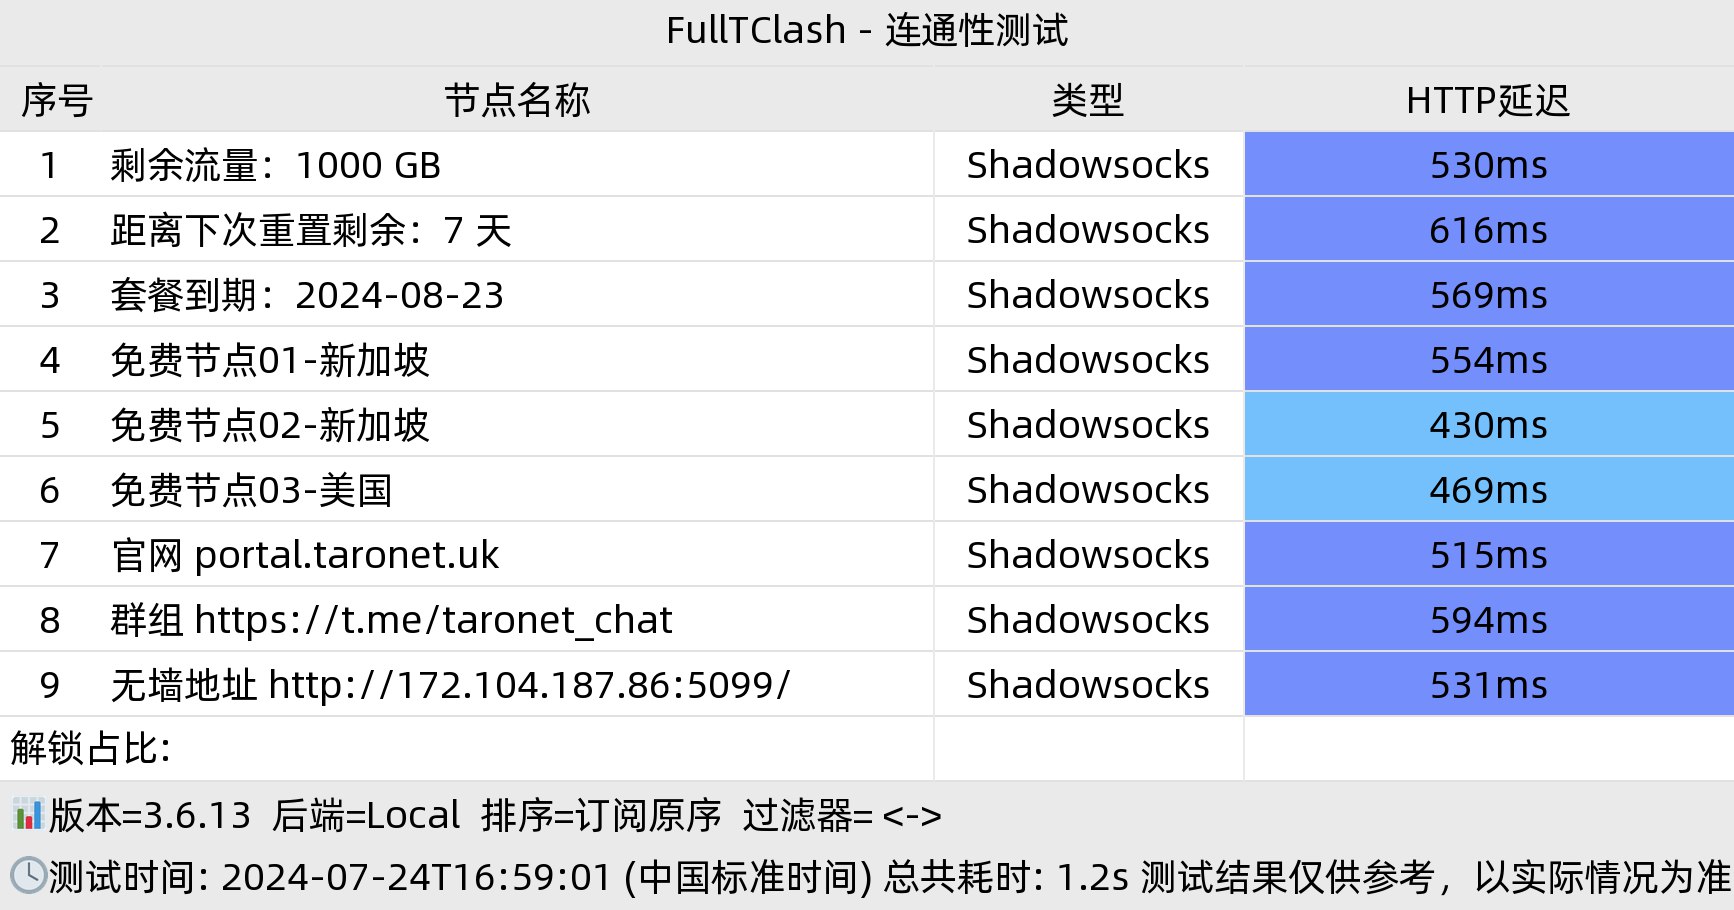 FullTClash - 连通性测试
序号 节点名称 类型 HTTP延迟
1 剩余流量：1000 GB Shadowsocks 530ms
2 距离下次重置剩余：7 天 Shadowsocks 616ms
3 套餐到期：2024-08-23 Shadowsocks 569ms
4 免费节点01-新加坡 Shadowsocks 554ms
5 免费节点02-新加坡 Shadowsocks 430ms
6 免费节点03-美国 Shadowsocks 469ms
7 官网 portal.taronet.uk Shadowsocks 515ms
8 群组 https://t.me/taronet_chat Shadowsocks 594ms
9 无墙地址 http://172.104.187.86:5099/ Shadowsocks 531ms
解锁占比:
版本=3.6.13 后端=Local 排序=订阅原序 过滤器= <->
测试时间: 2024-07-24T16:59:01 (中国标准时间) 总共耗时: 1.2s 测试结果仅供参考，以实际情况为准